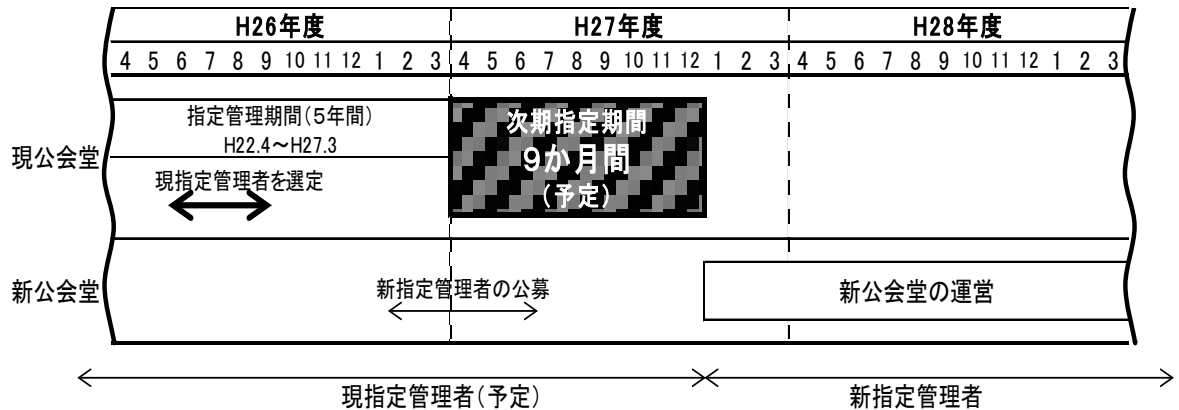 H26年度 H27年度 H28年度
4 5 6 7 8 9 10 11 12 1 2 3 4 5 6 7 8 9 10 11 12 1 2 3 4 5 6 7 8 9 10 11 12 1 2 3
現公会堂
指定管理期間(5年間)
H22.4～H27.3
現指定管理者を選定
次期指定期間
9か月間
(予定)
新公会堂
新指定管理者の公募
新公会堂の運営
現指定管理者(予定) 新指定管理者